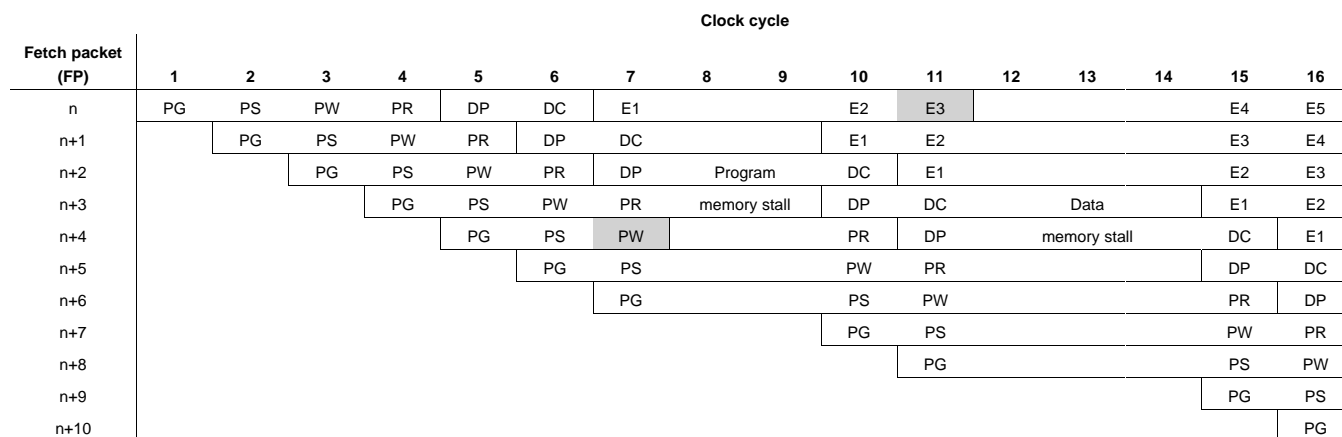 Clock cycle
Fetch packet
(FP) 1 2 3 4 5 6 7 8 9 10 11 12 13 14 15 16
n PG PS PW PR DP DC E1 E2 E3 E4 E5
n+1 PG PS PW PR DP DC E1 E2 E3 E4
n+2 PG PS PW PR DP Program DC E1 E2 E3
n+3 PG PS PW PR memory stall DP DC Data E1 E2
n+4 PG PS PW PR DP memory stall DC E1
n+5 PG PS PW PR DP DC
n+6 PG PS PW PR DP
n+7 PG PS PW PR
n+8 PG PS PW
n+9 PG PS
n+10 PG